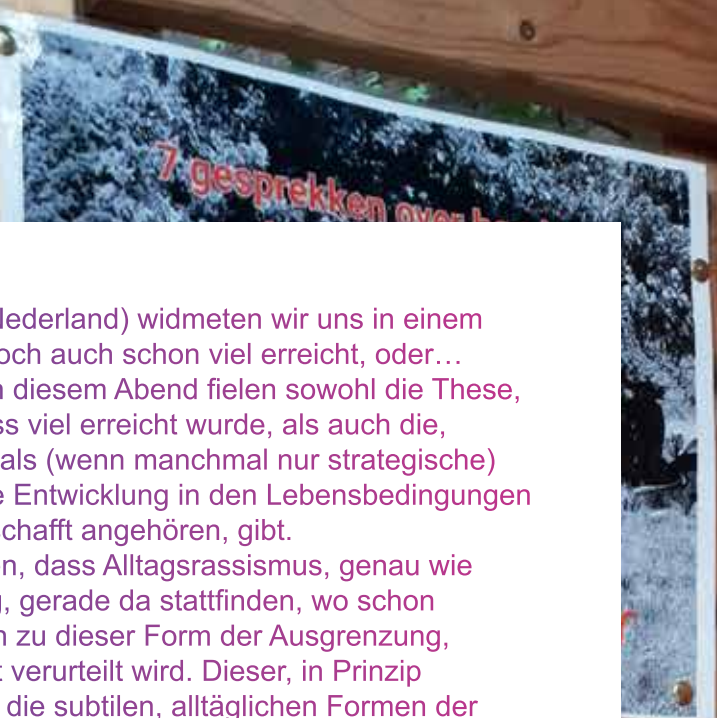 7 gesprekken over
Nederland) widmeten wir uns in einem
och auch schon viel erreicht, oder…
n diesem Abend fielen sowohl die These,
ss viel erreicht wurde, als auch die,
als (wenn manchmal nur strategische)
e Entwicklung in den Lebensbedingungen
chafft angehören, gibt.
en, dass Alltagsrassismus, genau wie
g, gerade da stattfinden, wo schon
n zu dieser Form der Ausgrenzung,
t verurteilt wird. Dieser, in Prinzip
die subtilen, alltäglichen Formen der